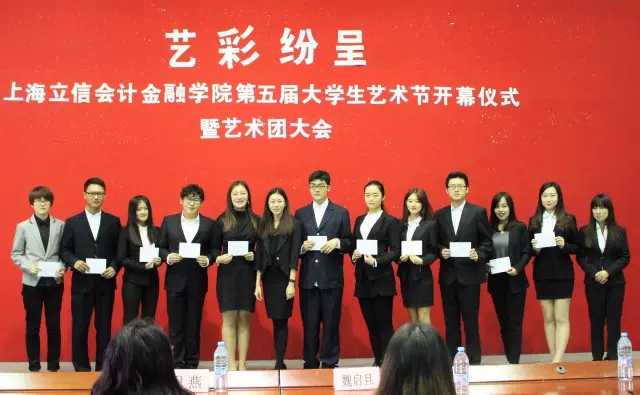 艺彩纷呈
上海立信会计金融学院第五届大学生艺术节开幕仪式
暨艺术团大会
燕
魏启旦